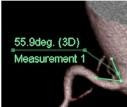 55.9deg. (3D)
Measurement 1